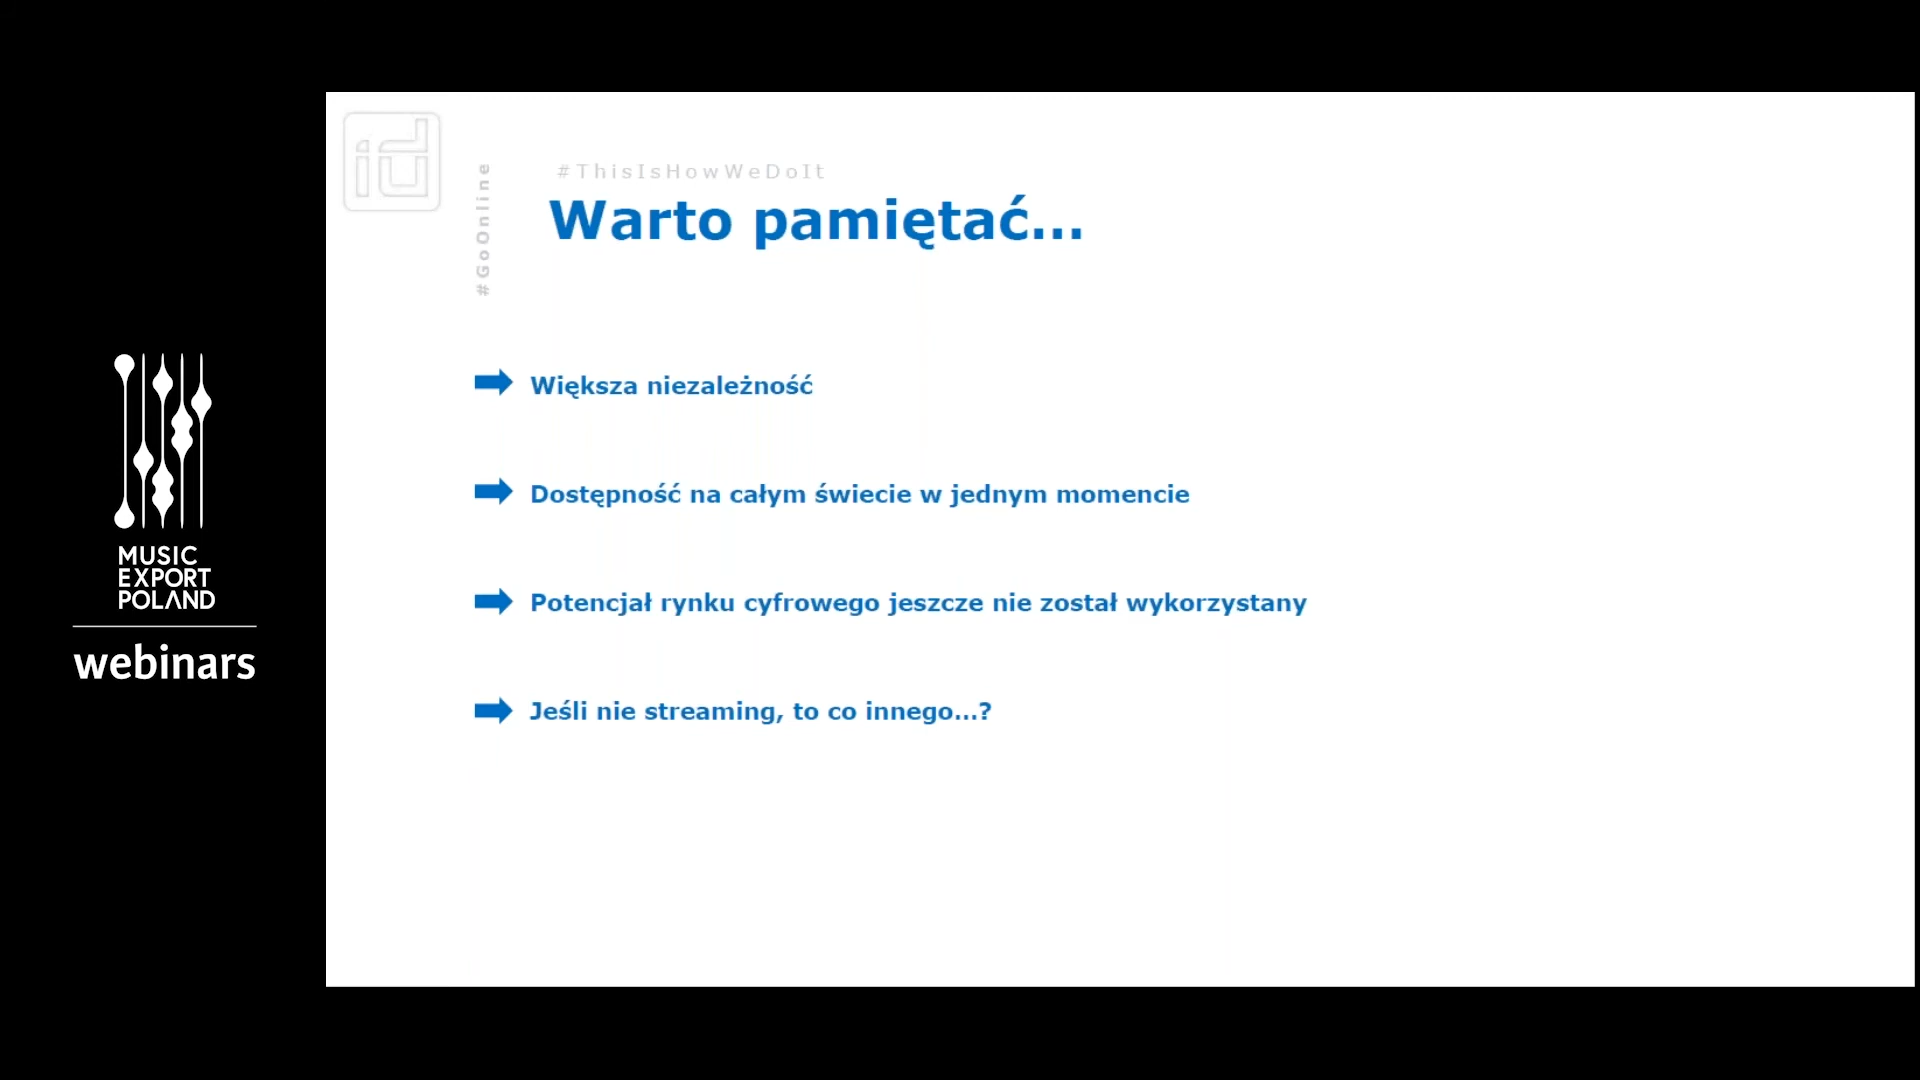 MUSIC
EXPORT
POLAND
webinars
id
#GoOnline
#ThisIsHowWeDoIt
Warto pamiętać...
Większa niezależność
Dostępność na całym świecie w jednym momencie
Potencjał rynku cyfrowego jeszcze nie został wykorzystany
Jeśli nie streaming, to co innego...?